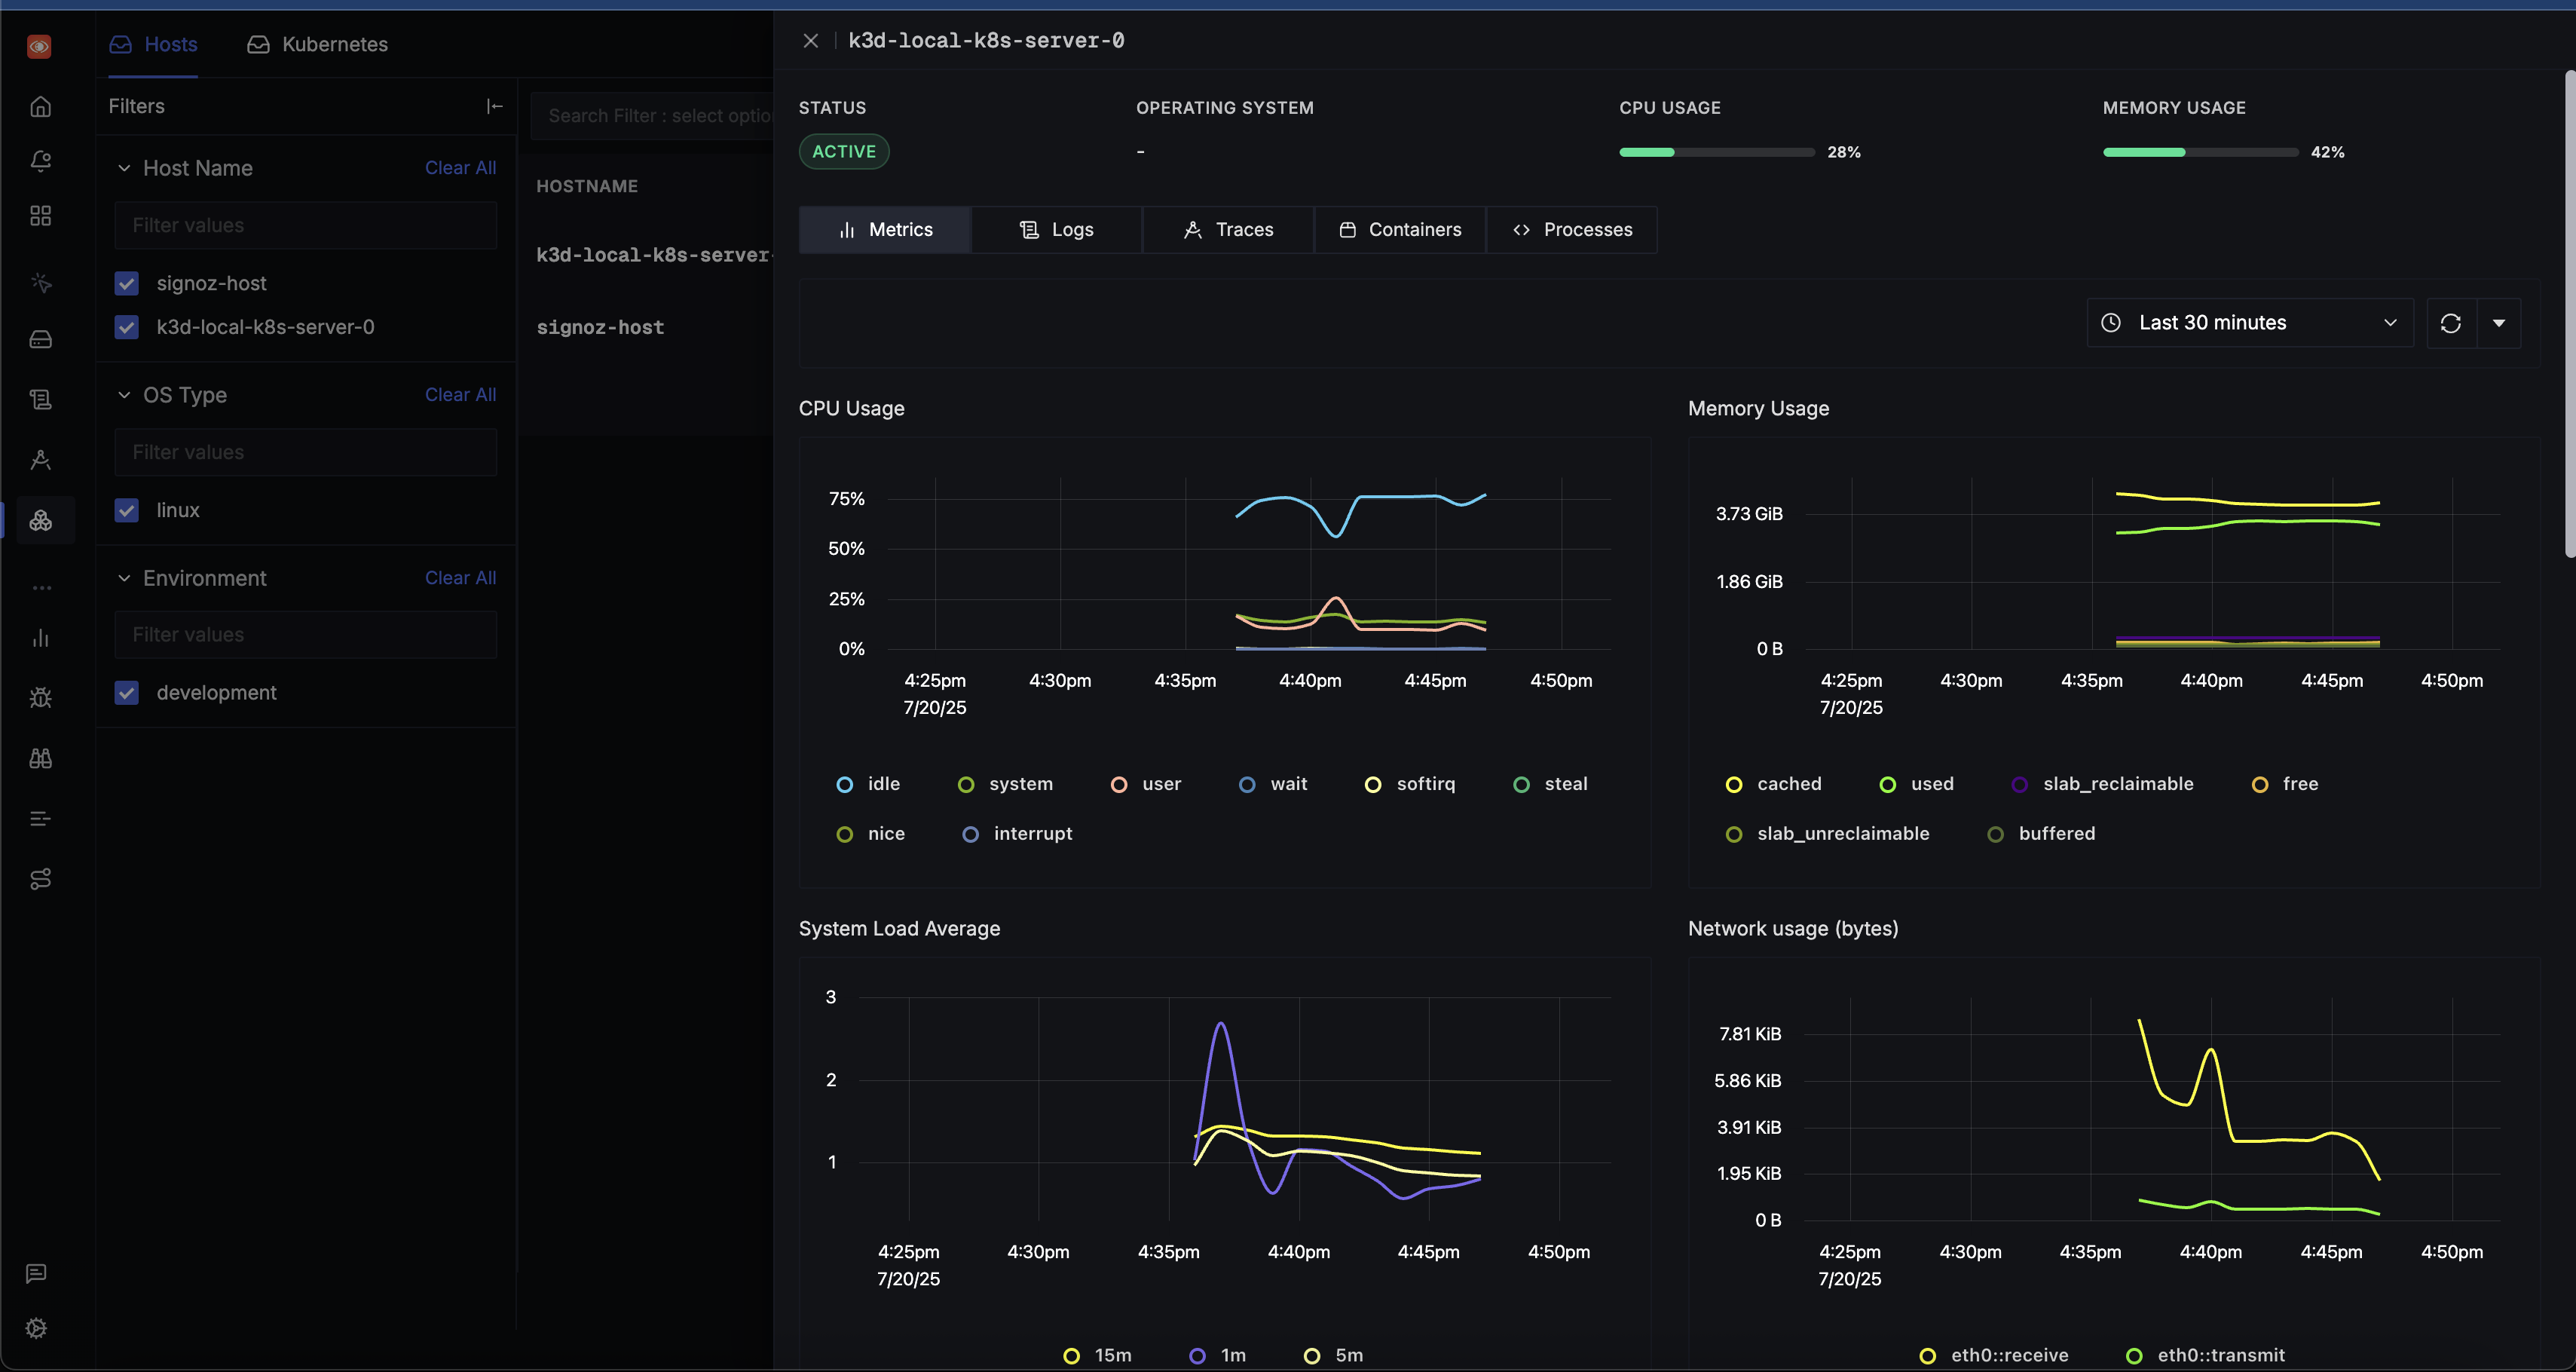 Hosts
Kubernetes
Filters
Host Name
Clear All
Filter values
signoz-host
k3d-local-k8s-server-0
OS Type
Clear All
Filter values
linux
Environment
Clear All
Filter values
development
Search Filter : select optio
HOSTNAME
k3d-local-k8s-server-
signoz-host
k3d-local-k8s-server-0
STATUS
ACTIVE
OPERATING SYSTEM
-
CPU USAGE
28%
MEMORY USAGE
42%
Metrics
Logs
Traces
Containers
Processes
Last 30 minutes
CPU Usage
75%
50%
25%
0%
4:25pm 4:30pm 4:35pm 4:40pm 4:45pm 4:50pm
7/20/25
idle system user wait softirq steal
nice interrupt
Memory Usage
3.73 GiB
1.86 GiB
0 B
4:25pm 4:30pm 4:35pm 4:40pm 4:45pm 4:50pm
7/20/25
cached used slab_reclaimable free
slab_unreclaimable buffered
System Load Average
3
2
1
4:25pm 4:30pm 4:35pm 4:40pm 4:45pm 4:50pm
7/20/25
15m 1m 5m
Network usage (bytes)
7.81 KiB
5.86 KiB
3.91 KiB
1.95 KiB
0 B
4:25pm 4:30pm 4:35pm 4:40pm 4:45pm 4:50pm
7/20/25
eth0::receive eth0::transmit